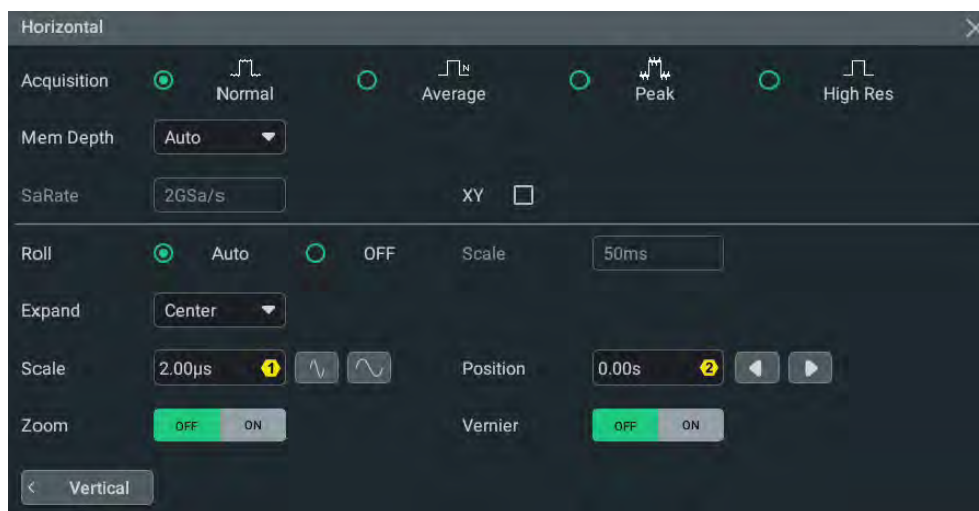 Horizontal
Acquisition Normal N Average Peak High Res
Mem Depth Auto
SaRate 2GSa/s XY
Roll Auto OFF Scale 50ms
Expand Center
Scale 2.00µs 1 Position 0.00s 2
Zoom OFF ON Vernier OFF ON
< Vertical